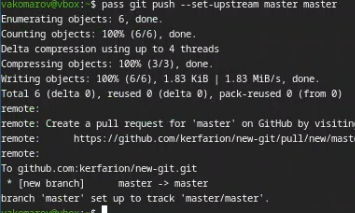 vakomarov@vbox:~$ pass git push --set-upstream master master
Enumerating objects: 6, done.
Counting objects: 100% (6/6), done.
Delta compression using up to 4 threads
Compressing objects: 100% (3/3), done.
Writing objects: 100% (6/6), 1.83 KiB | 1.83 MiB/s, done.
Total 6 (delta 0), reused 0 (delta 0), pack-reused 0 (from 0)
remote:
remote: Create a pull request for 'master' on GitHub by visitin
remote:      https://github.com/kerfarion/new-git/pull/new/mast
remote:
To github.com:kerfarion/new-git.git
 * [new branch]      master -> master
branch 'master' set up to track 'master/master'.
vakomarov@vbox:~$